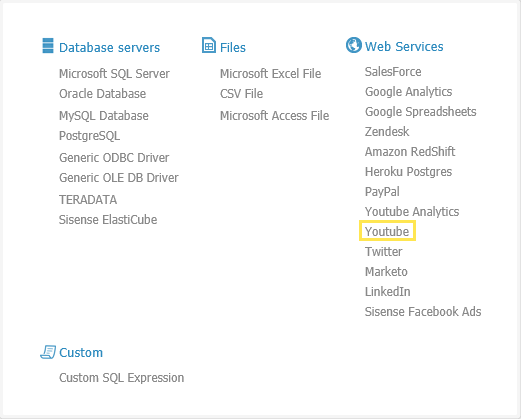 Database servers
Microsoft SQL Server
Oracle Database
MySQL Database
PostgreSQL
Generic ODBC Driver
Generic OLE DB Driver
TERADATA
Sisense ElastiCube
Files
Microsoft Excel File
CSV File
Microsoft Access File
Web Services
SalesForce
Google Analytics
Google Spreadsheets
Zendesk
Amazon RedShift
Heroku Postgres
PayPal
Youtube Analytics
Youtube
Twitter
Marketo
LinkedIn
Sisense Facebook Ads
Custom
Custom SQL Expression